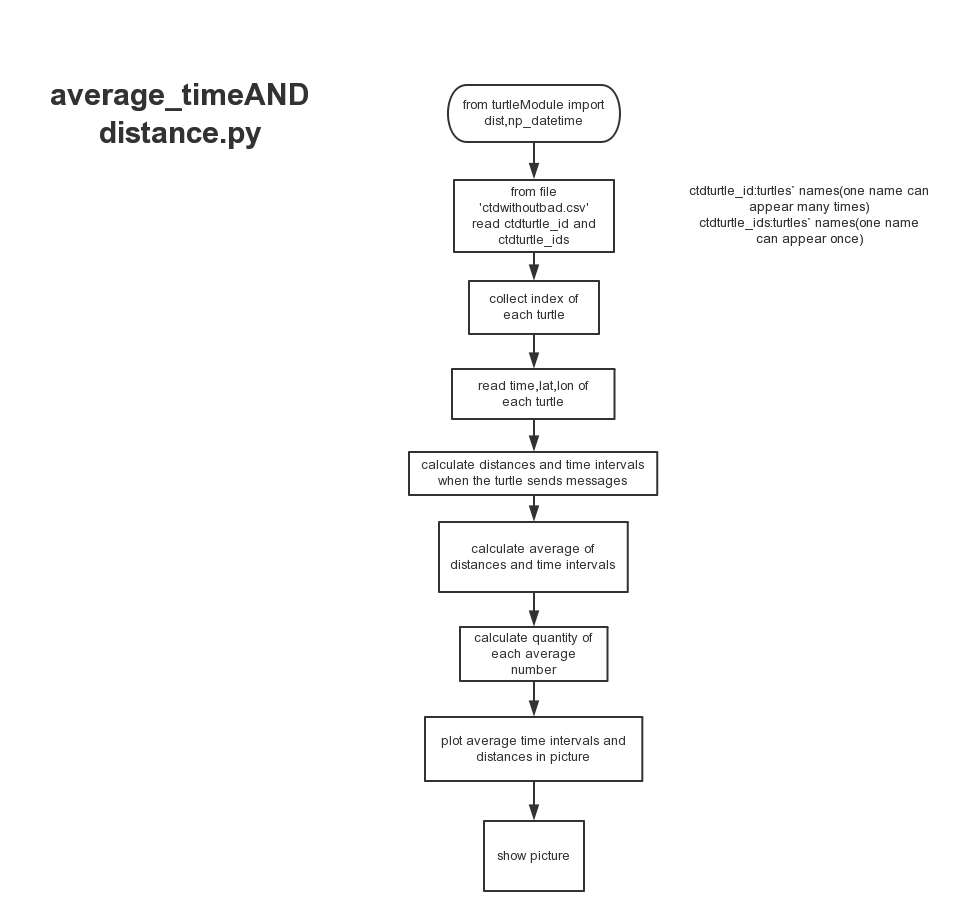 average_timeAND
distance.py
from turtleModule import
dist,np_datetime
from file
'ctdwithoutbad.csv'
read ctdturtle_id and
ctdturtle_ids
ctdturtle_id:turtles` names(one name can
appear many times)
ctdturtle_ids:turtles` names(one name
can appear once)
collect index of
each turtle
read time,lat,lon of
each turtle
calculate distances and time intervals
when the turtle sends messages
calculate average of
distances and time intervals
calculate quantity of
each average
number
plot average time intervals and
distances in picture
show picture